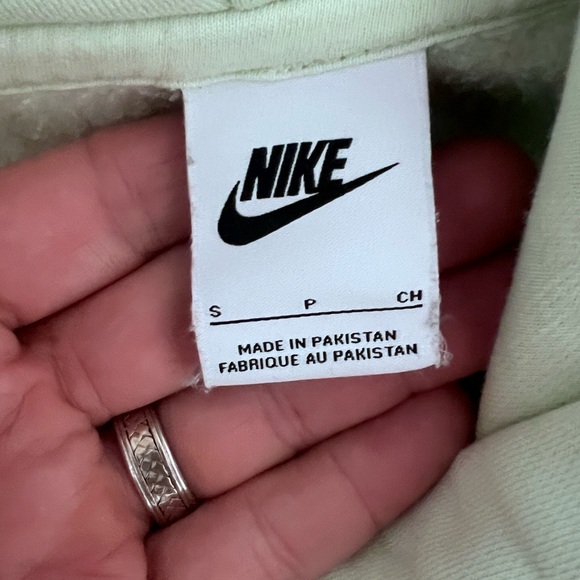 NIKE
S P CH
MADE IN PAKISTAN
FABRIQUE AU PAKISTAN